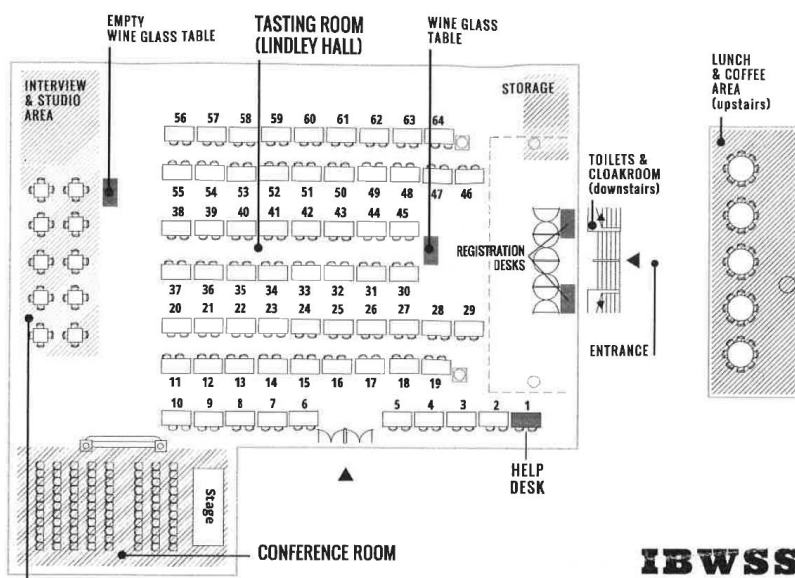 EMPTY
WINE GLASS TABLE
TASTING ROOM
(LINDLEY HALL)
WINE GLASS
TABLE
LUNCH
& COFFEE
AREA
(upstairs)
INTERVIEW
& STUDIO
AREA
STORAGE
56 57 58 59 60 61 62 63 64
TOILETS &
CLOAKROOM
(downstairs)
55 54 53 52 51 50 49 48 47 46
38 39 40 41 42 43 44 45
REGISTRATION
DESKS
37 36 35 34 33 32 31 30
20 21 22 23 24 25 26 27 28 29
ENTRANCE
11 12 13 14 15 16 17 18 19
10 9 8 7 6 5 4 3 2 1
HELP
DESK
Stage
CONFERENCE ROOM
IBWSS